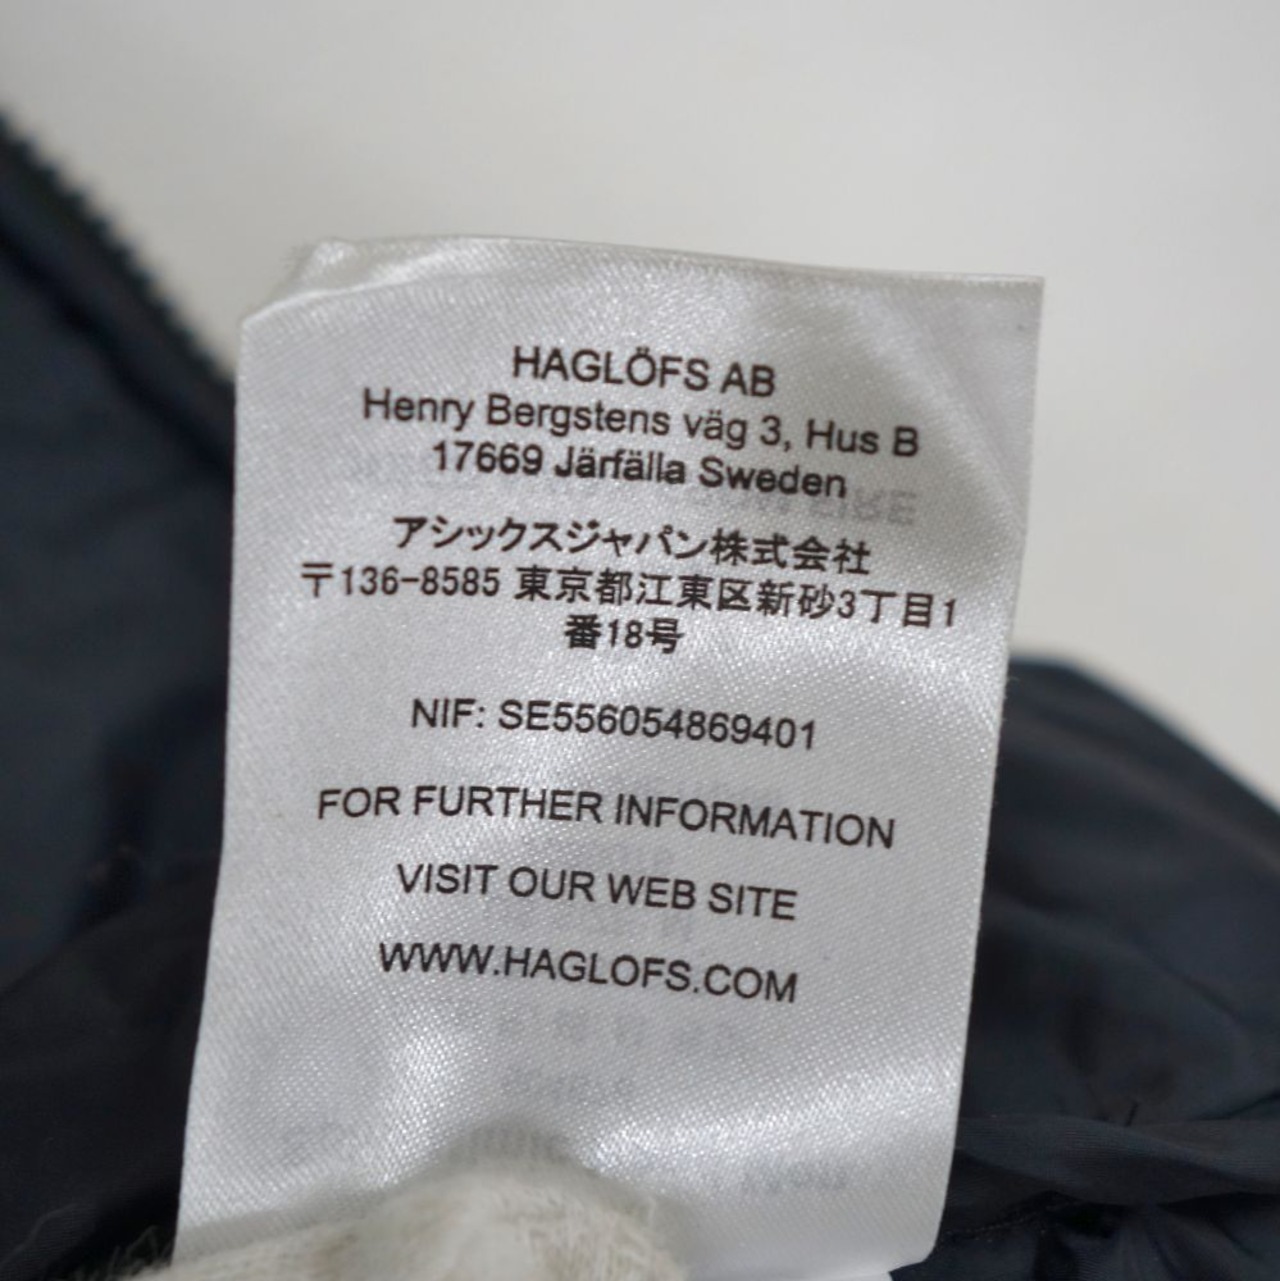 HAGLÖFS AB
Henry Bergstens väg 3, Hus B
17669 Järfälla Sweden
アシックスジャパン株式会社
〒136-8585 東京都江東区新砂3丁目1
番18号
NIF: SE556054869401
FOR FURTHER INFORMATION
VISIT OUR WEB SITE
WWW.HAGLOFS.COM